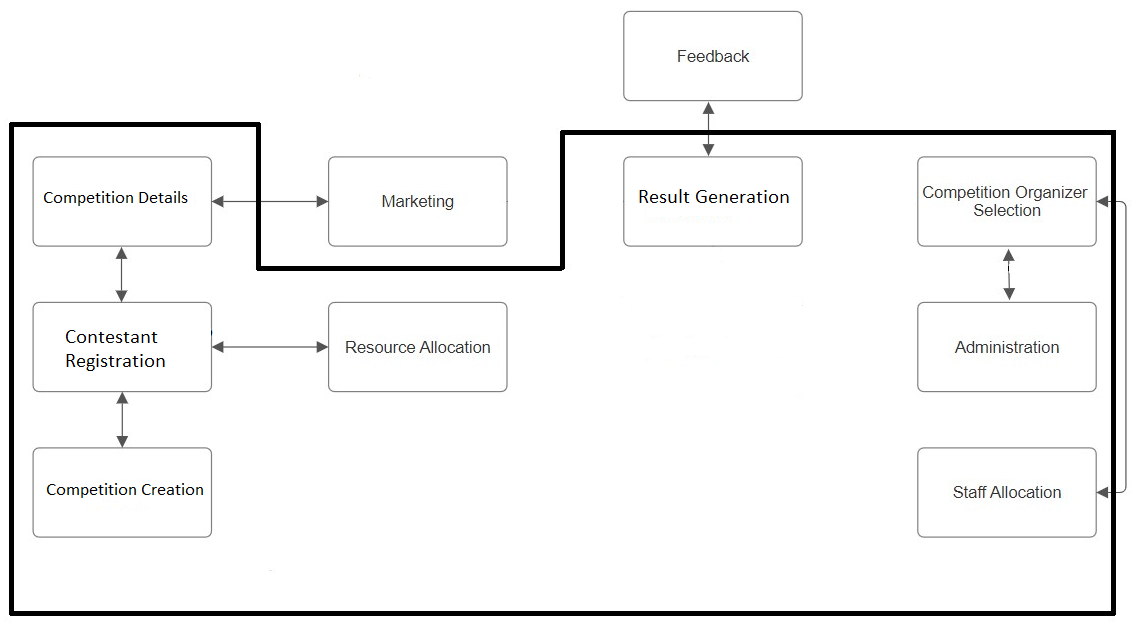 Feedback
Competition Details
Marketing
Result Generation
Competition Organizer
Selection
Contestant
Registration
Resource Allocation
Administration
Competition Creation
Staff Allocation